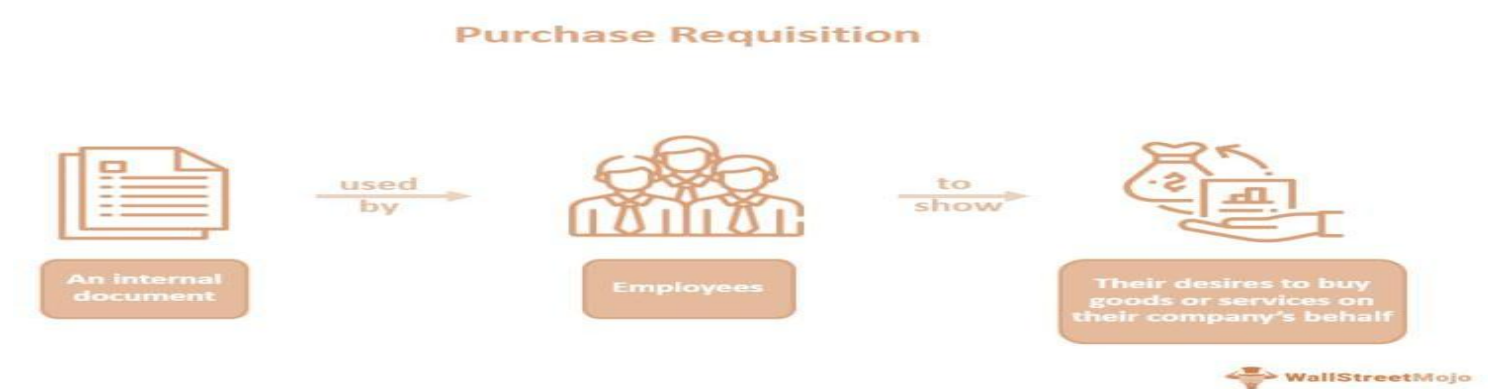 Purchase Requisition
used
by
to
show
An internal
document
Employees
Their desires to buy
goods or services on
their company's behalf
WallStreetMojo